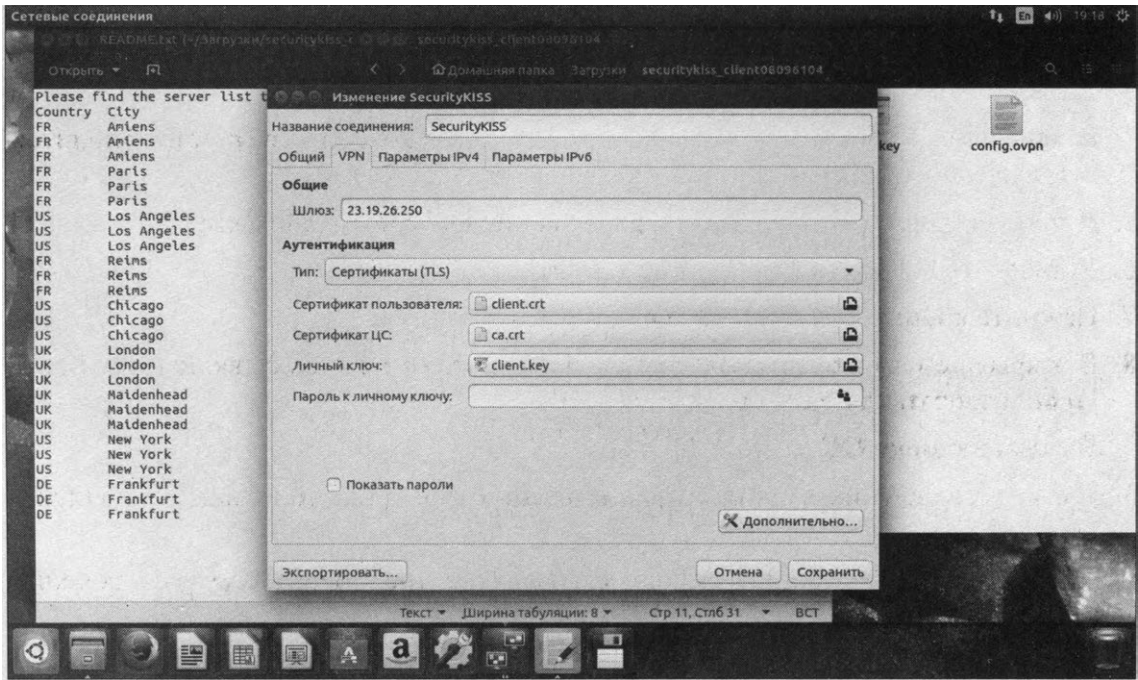 Сетевые соединения
En 19:18
README.txt (~/Загрузки/securitykiss_c
securitykiss_client08096104
Открыть
Домашняя папка Загрузки securitykiss_client08096104
Please find the server list t
Country City
FR Amiens
FR Amiens
FR Amiens
FR Paris
FR Paris
FR Paris
US Los Angeles
US Los Angeles
US Los Angeles
FR Reims
FR Reims
FR Reims
US Chicago
US Chicago
US Chicago
UK London
UK London
UK London
UK Maidenhead
UK Maidenhead
UK Maidenhead
US New York
US New York
US New York
DE Frankfurt
DE Frankfurt
DE Frankfurt
Изменение SecurityKISS
Название соединения: SecurityKISS
Общий VPN Параметры IPv4 Параметры IPv6
Общие
Шлюз: 23.19.26.250
Аутентификация
Тип: Сертификаты (TLS)
Сертификат пользователя: client.crt
Сертификат ЦС: ca.crt
Личный ключ: client.key
Пароль к личному ключу:
Показать пароли
Дополнительно...
Экспортировать... Отмена Сохранить
key
config.ovpn
Текст Ширина табуляции: 8 Стр 11, Стлб 31 ВСТ